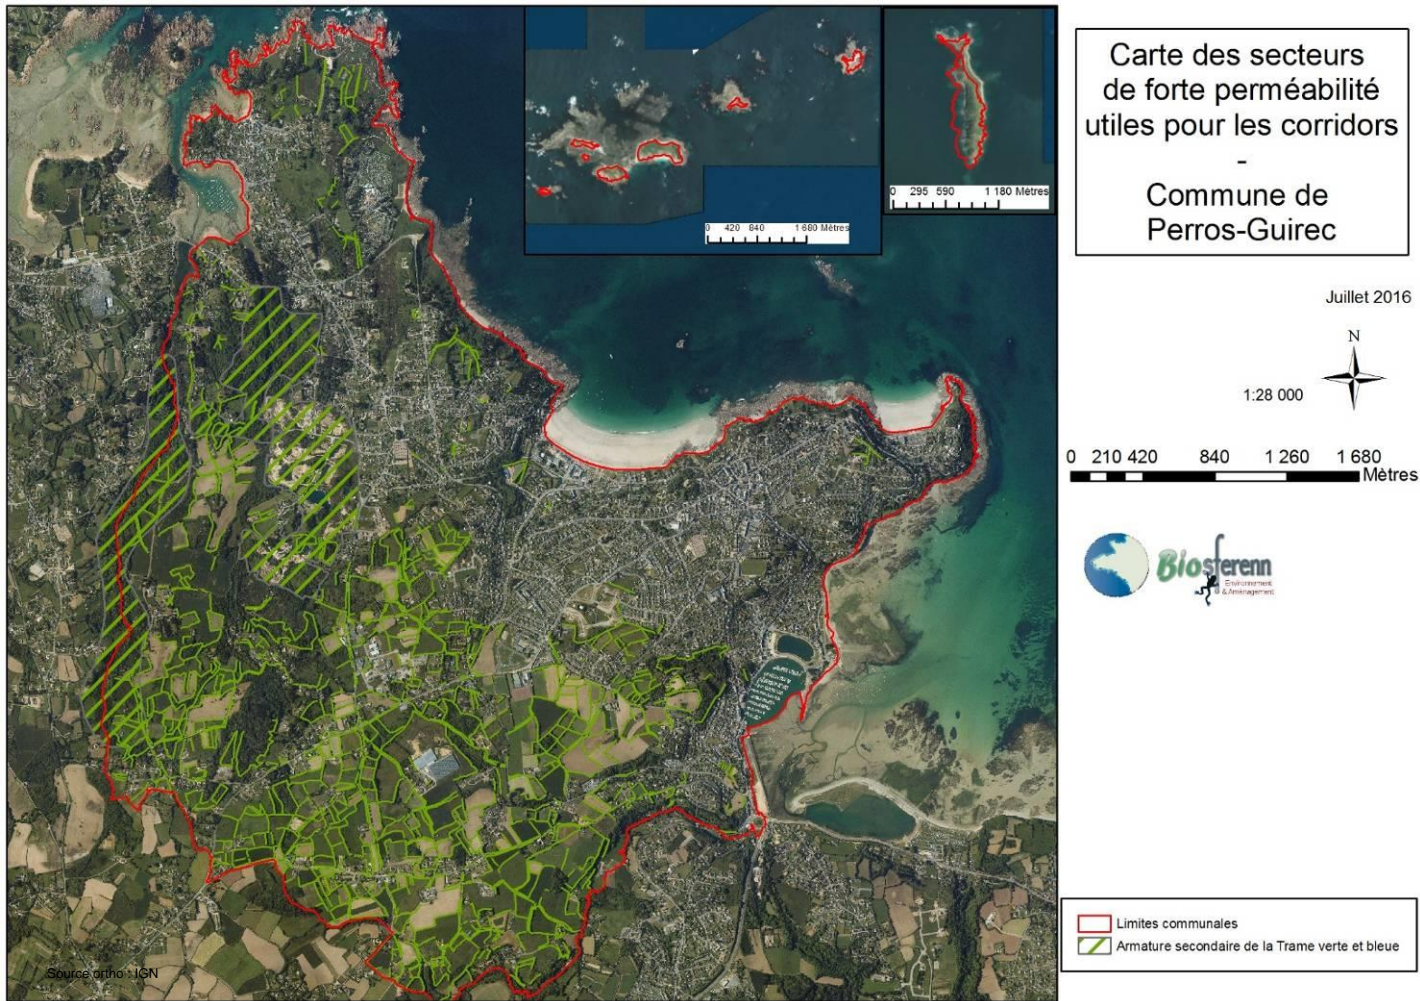 Carte des secteurs
de forte perméabilité
utiles pour les corridors
-
Commune de
Perros-Guirec
Juillet 2016
N
1:28 000
0 210 420 840 1 260 1 680
Mètres
Biosferenn
Environnement
& Aménagement
0 420 840 1 680 Mètres
0 295 590 1 180 Mètres
Limites communales
Armature secondaire de la Trame verte et bleue
Source ortho : IGN